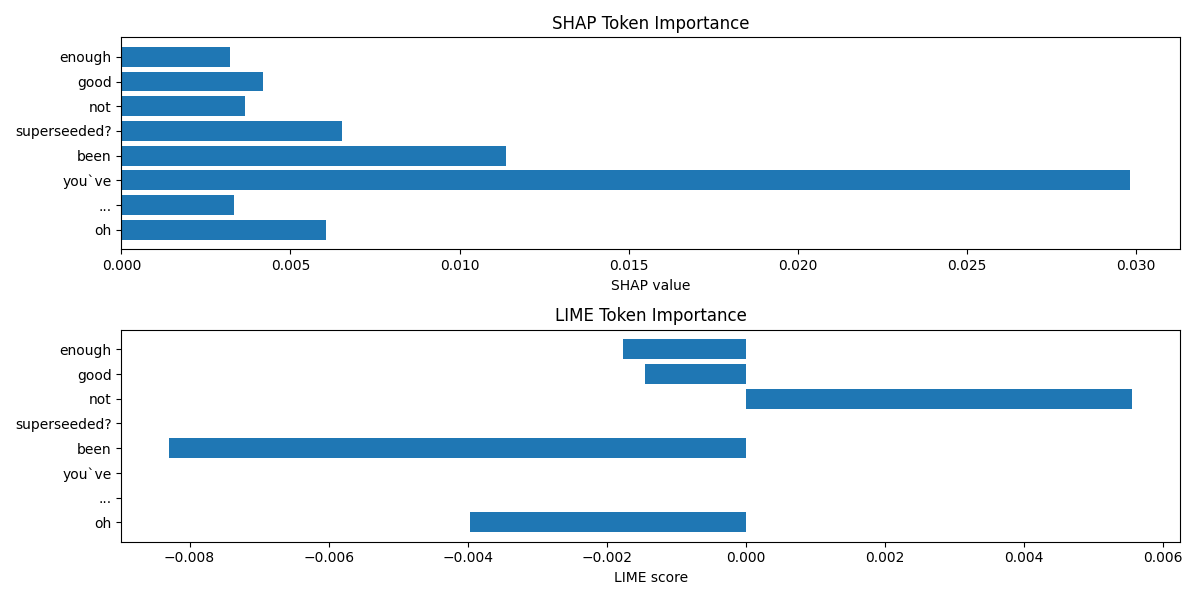 SHAP Token Importance
enough
good
not
superseeded?
been
you`ve
...
oh
0.000 0.005 0.010 0.015 0.020 0.025 0.030
SHAP value
LIME Token Importance
enough
good
not
superseeded?
been
you`ve
...
oh
−0.008 −0.006 −0.004 −0.002 0.000 0.002 0.004 0.006
LIME score